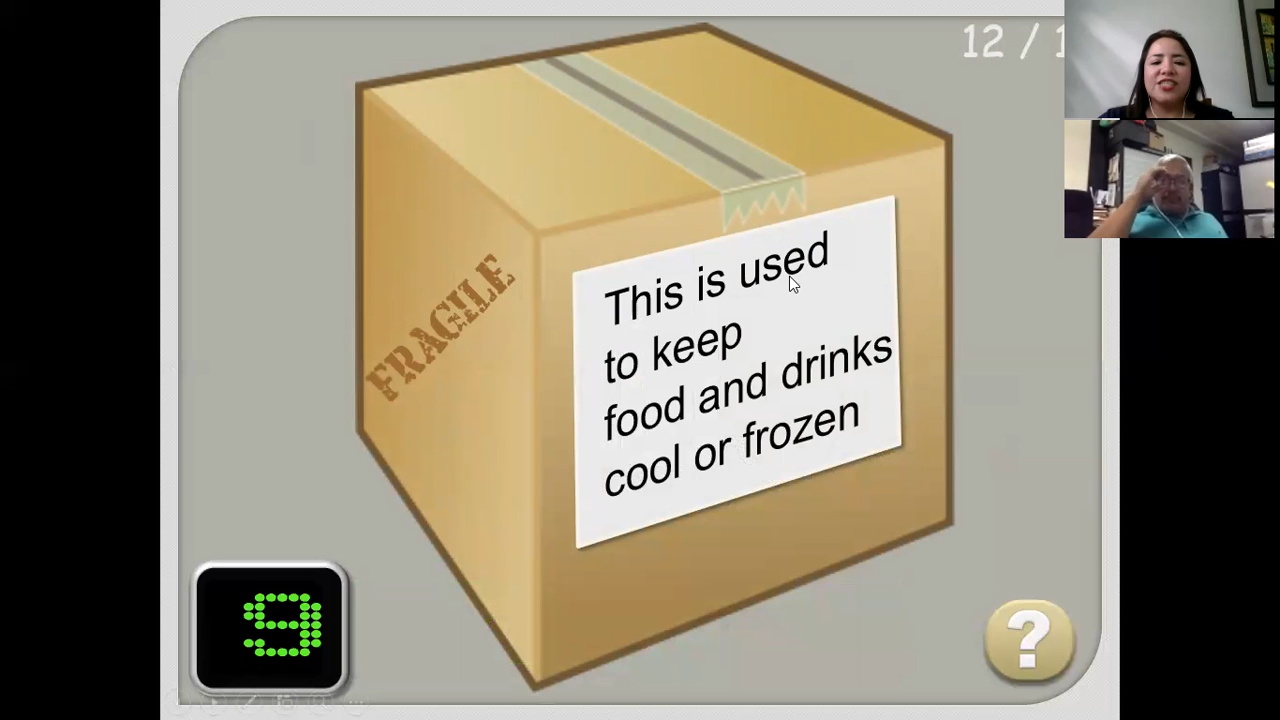 12 / 1
This is used
to keep
food and drinks
cool or frozen
FRAGILE
9
?